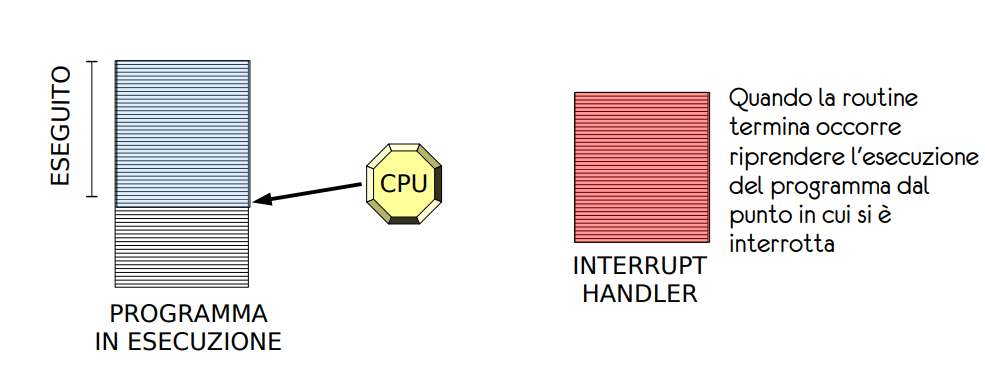 ESEGUITO
CPU
PROGRAMMA
IN ESECUZIONE
INTERRUPT
HANDLER
Quando la routine
termina occorre
riprendere l'esecuzione
del programma dal
punto in cui si è
interrotta